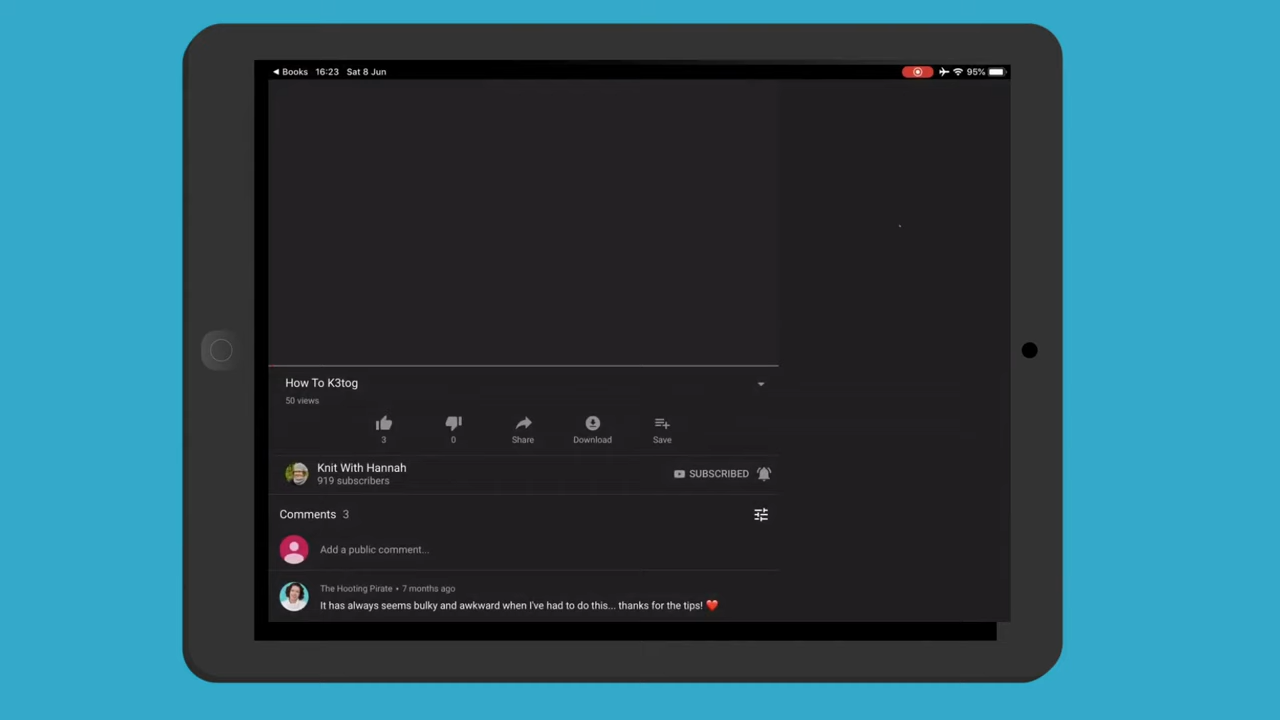 Books 16:23 Sat 8 Jun 95%
How To K3tog
50 views
3 0 Share Download Save
Knit With Hannah
919 subscribers
SUBSCRIBED
Comments 3
Add a public comment...
The Hooting Pirate • 7 months ago
It has always seems bulky and awkward when I've had to do this... thanks for the tips! ❤️